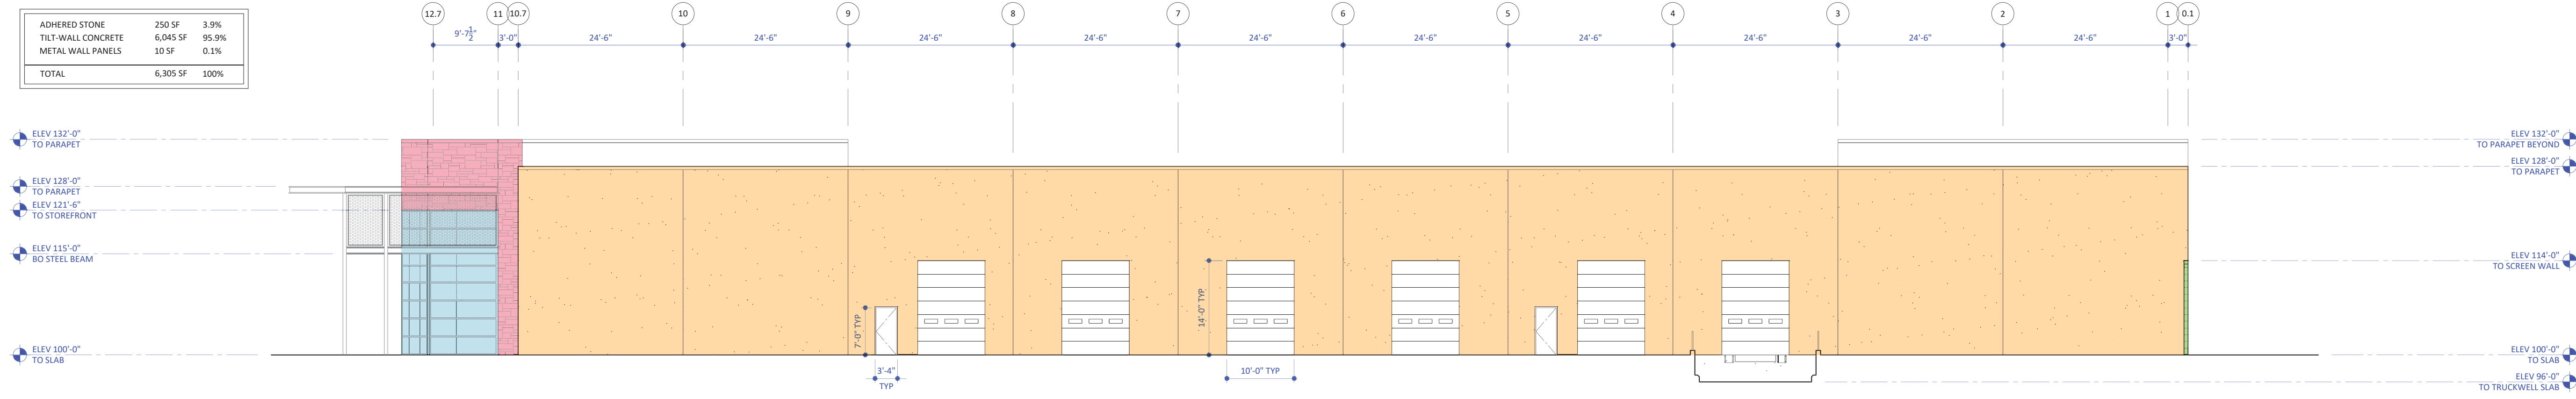 ADHERED STONE 250 SF 3.9%
TILT-WALL CONCRETE 6,045 SF 95.9%
METAL WALL PANELS 10 SF 0.1%
TOTAL 6,305 SF 100%
12.7 11 10.7 10 9 8 7 6 5 4 3 2 1 0.1
9'-7 1/2" 3'-0" 24'-6" 24'-6" 24'-6" 24'-6" 24'-6" 24'-6" 24'-6" 24'-6" 24'-6" 24'-6" 3'-0"
ELEV 132'-0"
TO PARAPET
ELEV 128'-0"
TO PARAPET
ELEV 121'-6"
TO STOREFRONT
ELEV 115'-0"
BO STEEL BEAM
ELEV 100'-0"
TO SLAB
7'-0" TYP
3'-4"
TYP
14'-0" TYP
10'-0" TYP
ELEV 132'-0"
TO PARAPET BEYOND
ELEV 128'-0"
TO PARAPET
ELEV 114'-0"
TO SCREEN WALL
ELEV 100'-0"
TO SLAB
ELEV 96'-0"
TO TRUCKWELL SLAB